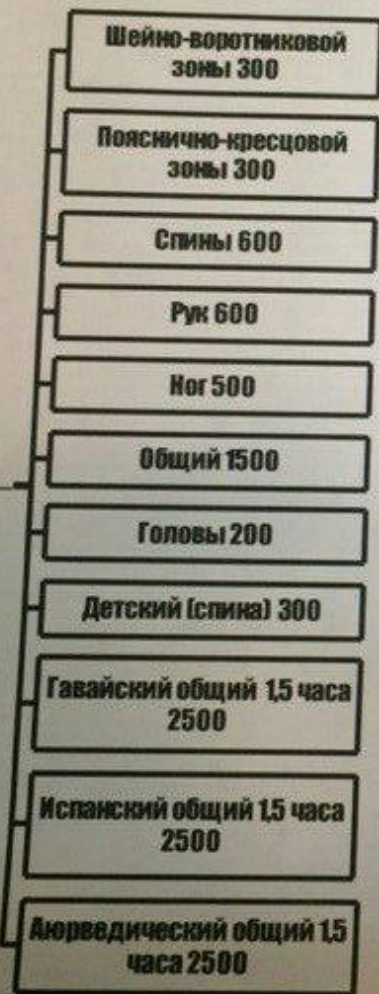 Шейно-воротниковой
зоны 300
Пояснично-кресцовой
зоны 300
Спины 600
Рук 600
Ног 500
Общий 1500
Головы 200
Детский (спина) 300
Гавайский общий 1,5 часа
2500
Испанский общий 1,5 часа
2500
Аюрведический общий 1,5
часа 2500